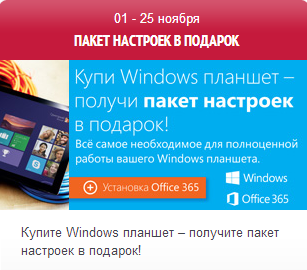 01 - 25 ноября
ПАКЕТ НАСТРОЕК В ПОДАРОК
Купи Windows планшет –
получи пакет настроек
в подарок!
Всё самое необходимое для полноценной
работы вашего Windows планшета.
+ Установка Office 365
Windows
Office 365
Купите Windows планшет – получите пакет
настроек в подарок!